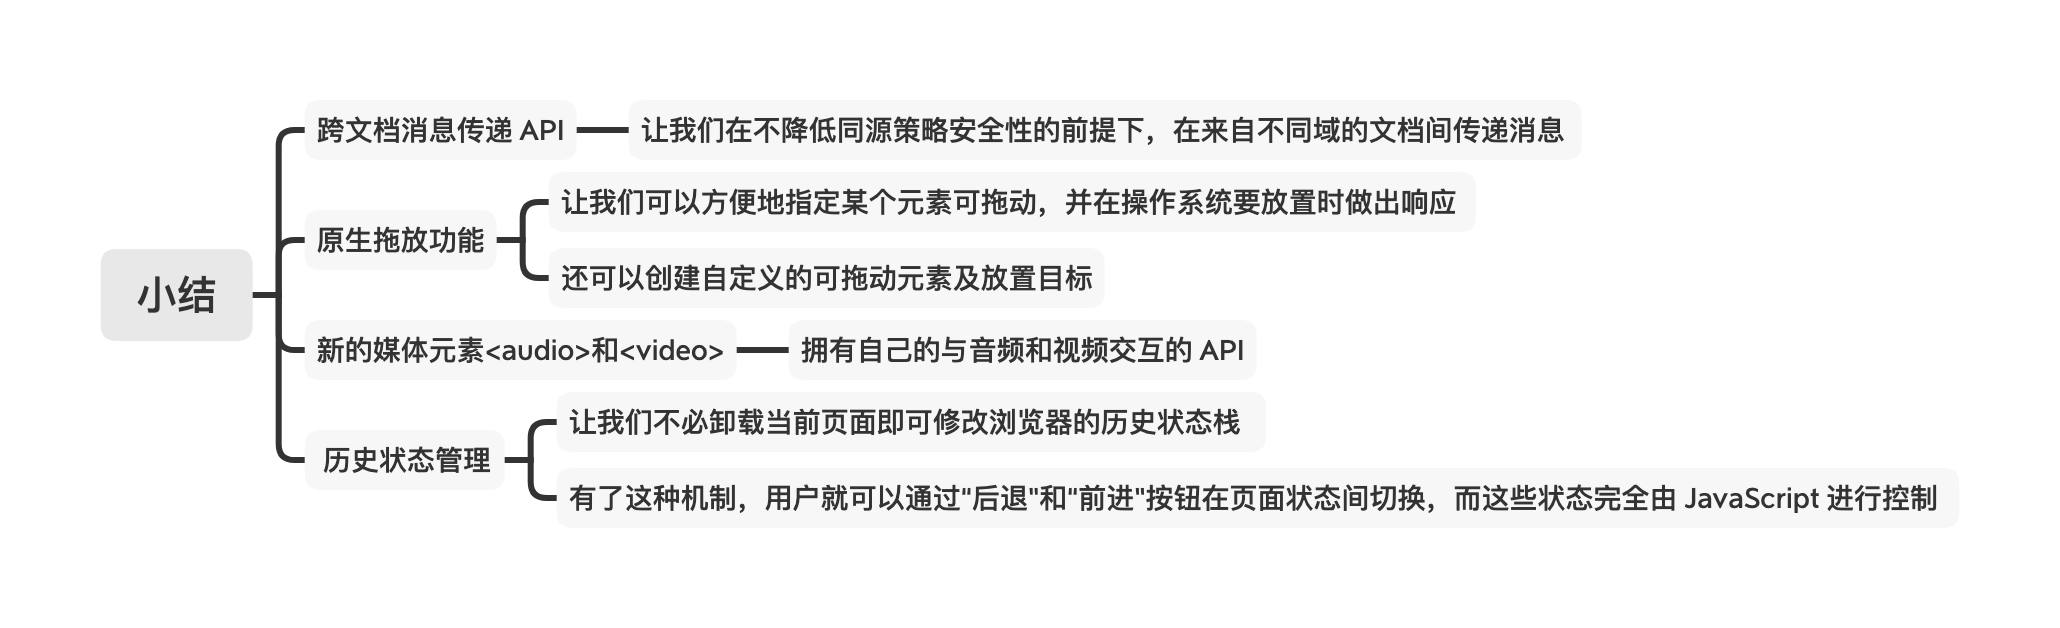 小结
跨文档消息传递 API
让我们在不降低同源策略安全性的前提下，在来自不同域的文档间传递消息
原生拖放功能
让我们可以方便地指定某个元素可拖动，并在操作系统要放置时做出响应
还可以创建自定义的可拖动元素及放置目标
新的媒体元素<audio>和<video>
拥有自己的与音频和视频交互的 API
历史状态管理
让我们不必卸载当前页面即可修改浏览器的历史状态栈
有了这种机制，用户就可以通过“后退"和“前进"按钮在页面状态间切换，而这些状态完全由 JavaScript 进行控制